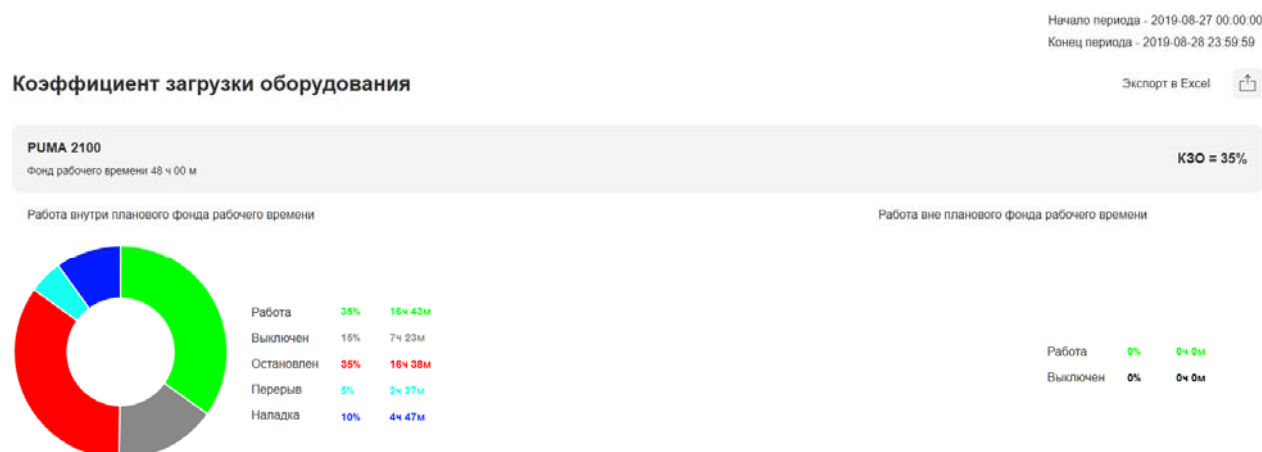 Начало периода - 2019-08-27 00:00:00
Конец периода - 2019-08-28 23:59:59
Коэффициент загрузки оборудования
Экспорт в Excel
PUMA 2100
Фонд рабочего времени 48 ч 00 м
КЗО = 35%
Работа внутри планового фонда рабочего времени
Работа вне планового фонда рабочего времени
Работа 35% 16ч 43м
Выключен 15% 7ч 23м
Остановлен 35% 16ч 38м
Перерыв 5% 2ч 27м
Наладка 10% 4ч 47м
Работа 0% 0ч 0м
Выключен 0% 0ч 0м